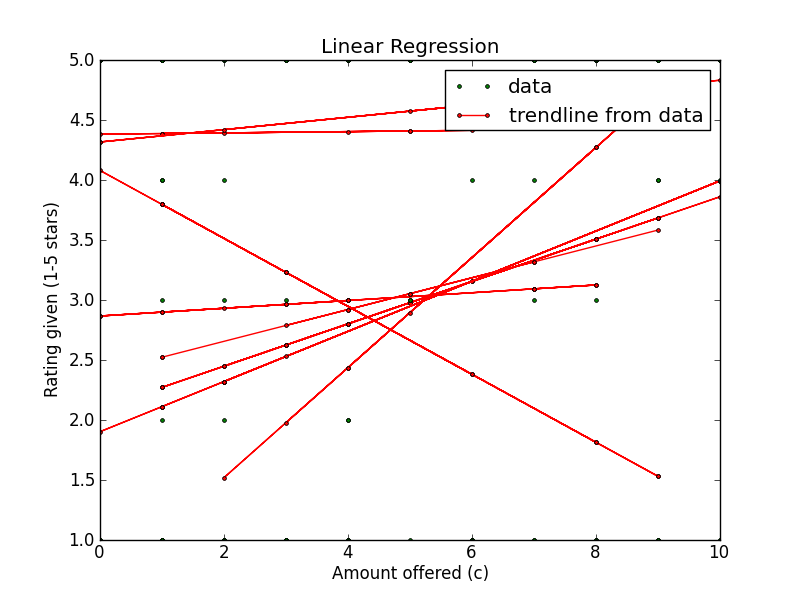 Linear Regression
data
trendline from data
5.0
4.5
4.0
3.5
3.0
2.5
2.0
1.5
1.0
Rating given (1-5 stars)
0 2 4 6 8 10
Amount offered (c)